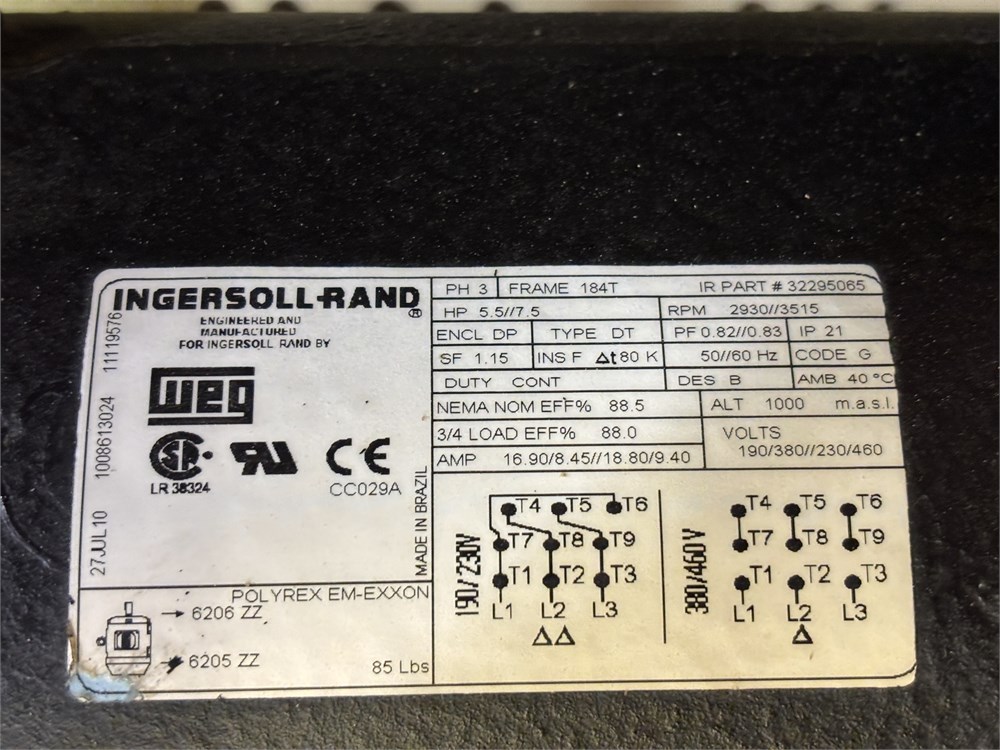 INGERSOLL-RAND®
ENGINEERED AND
MANUFACTURED
FOR INGERSOLL RAND BY
WEG
LR 38324
CC029A
27JUL10 1008613024 11119576
MADE IN BRAZIL
POLYREX EM-EXXON
6206 ZZ
6205 ZZ
85 Lbs
PH 3 FRAME 184T IR PART # 32295065
HP 5.5//7.5 RPM 2930//3515
ENCL DP TYPE DT PF 0.82//0.83 IP 21
SF 1.15 INS F Δt 80 K 50//60 Hz CODE G
DUTY CONT DES B AMB 40 °C
NEMA NOM EFF% 88.5 ALT 1000 m.a.s.l.
3/4 LOAD EFF% 88.0 VOLTS
AMP 16.90/8.45//18.80/9.40 190/380//230/460
190/230V
T4 T5 T6
T7 T8 T9
T1 T2 T3
L1 L2 L3
ΔΔ
380/460 V
T4 T5 T6
T7 T8 T9
T1 T2 T3
L1 L2 L3
Δ